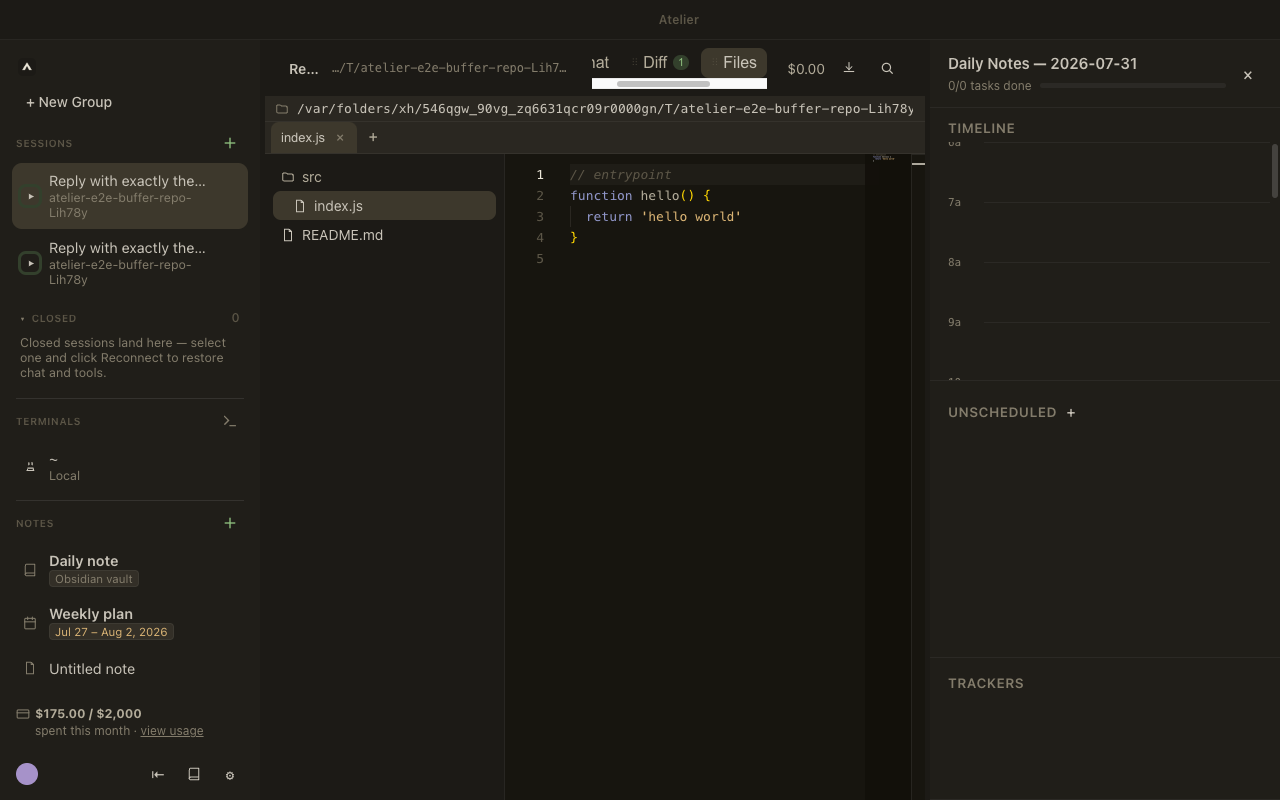 Atelier
+ New Group
SESSIONS
Reply with exactly the...
atelier-e2e-buffer-repo-
Lih78y
Reply with exactly the...
atelier-e2e-buffer-repo-
Lih78y
CLOSED
0
Closed sessions land here — select
one and click Reconnect to restore
chat and tools.
TERMINALS
~
Local
NOTES
Daily note
Obsidian vault
Weekly plan
Jul 27 – Aug 2, 2026
Untitled note
$175.00 / $2,000
spent this month · view usage
Re... …/T/atelier-e2e-buffer-repo-Lih7… hat Diff 1 Files $0.00
/var/folders/xh/546qgw_90vg_zq6631qcr09r0000gn/T/atelier-e2e-buffer-repo-Lih78y
index.js × +
src
index.js
README.md
1 // entrypoint
2 function hello() {
3 return 'hello world'
4 }
5
Daily Notes — 2026-07-31
0/0 tasks done
×
TIMELINE
6a
7a
8a
9a
UNSCHEDULED +
TRACKERS